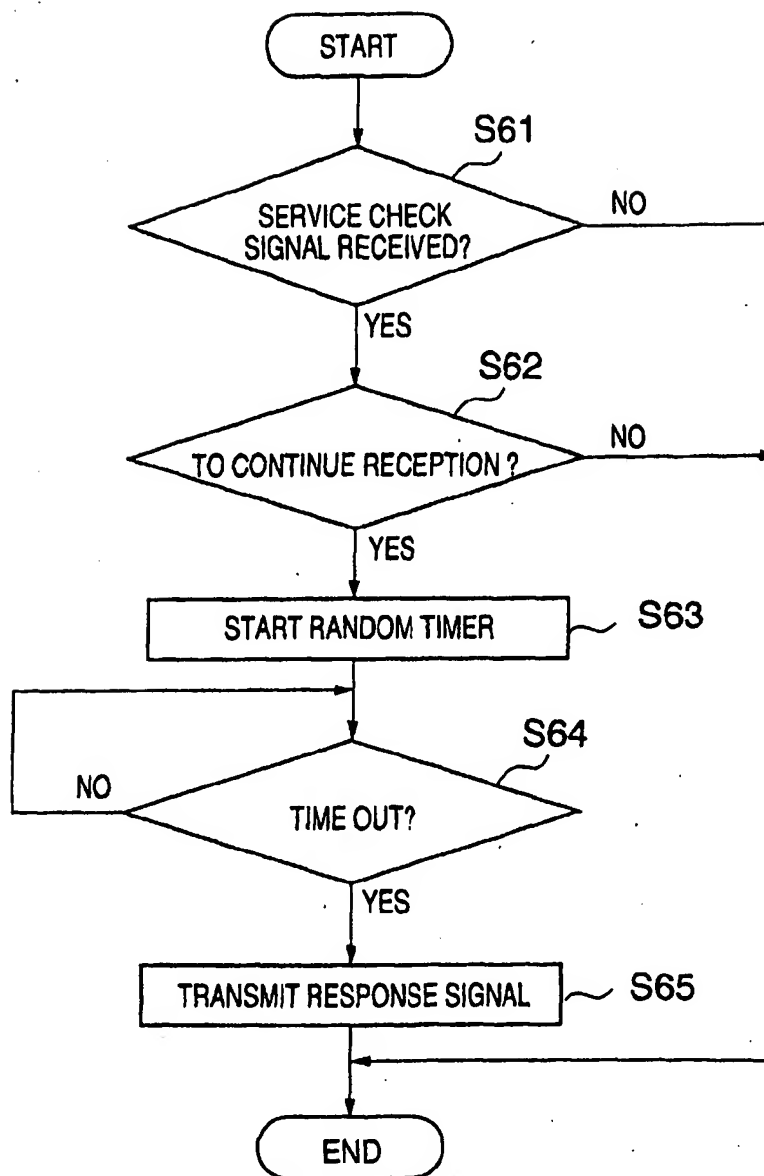 START
S61
SERVICE CHECK
SIGNAL RECEIVED?
NO
YES
S62
TO CONTINUE RECEPTION ?
NO
YES
START RANDOM TIMER
S63
S64
TIME OUT?
NO
YES
TRANSMIT RESPONSE SIGNAL
S65
END